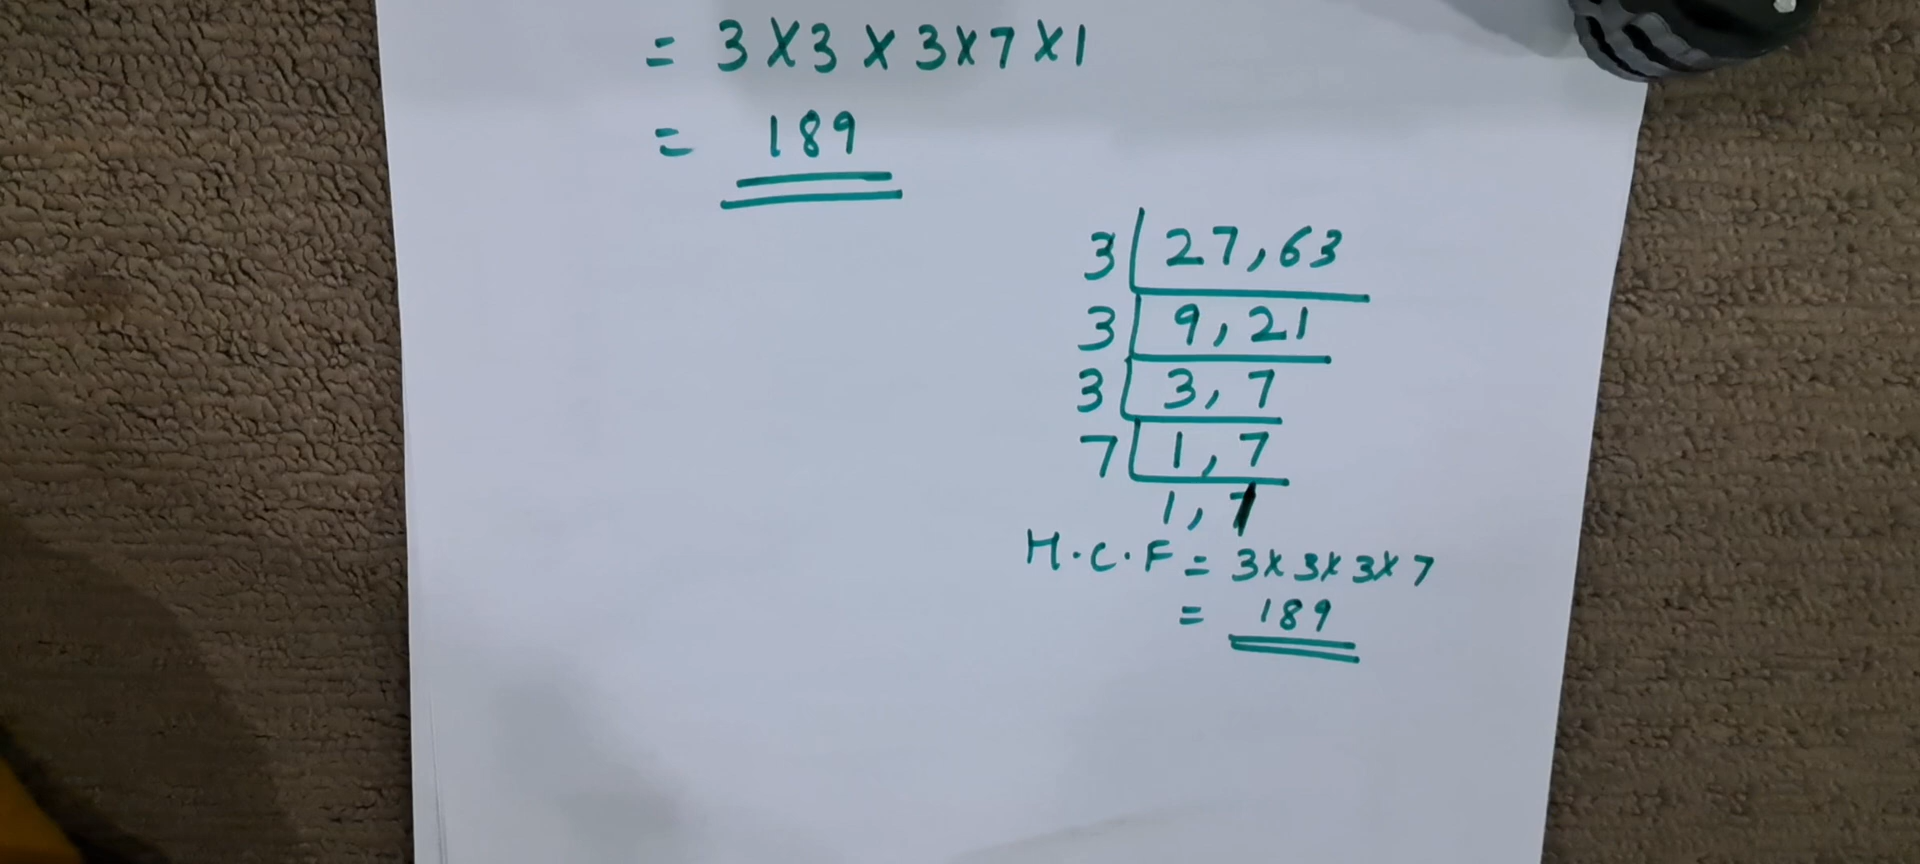 = 3 X 3 X 3 X 7 X 1
= 189
3 | 27, 63
3 | 9, 21
3 | 3, 7
7 | 1, 7
1, 1
H.C.F = 3 x 3 x 3 x 7
= 189